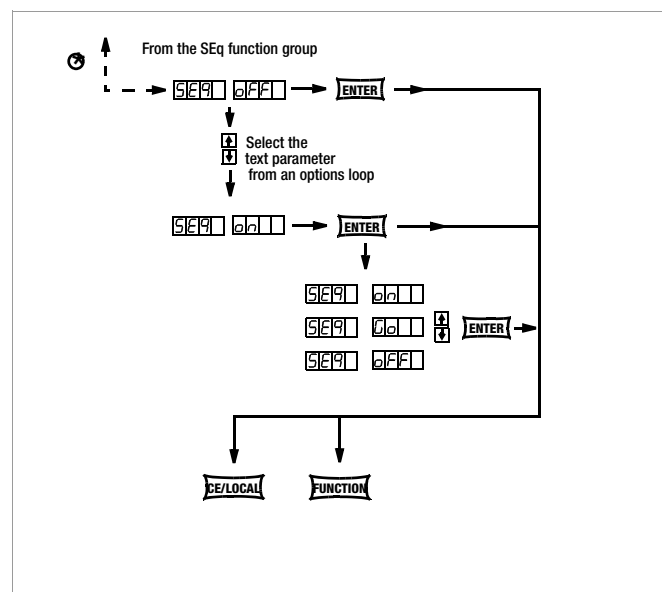 From the SEq function group
SEq oFF ENTER
Select the
text parameter
from an options loop
SEq on ENTER
SEq on
SEq Go ENTER
SEq oFF
CE/LOCAL FUNCTION